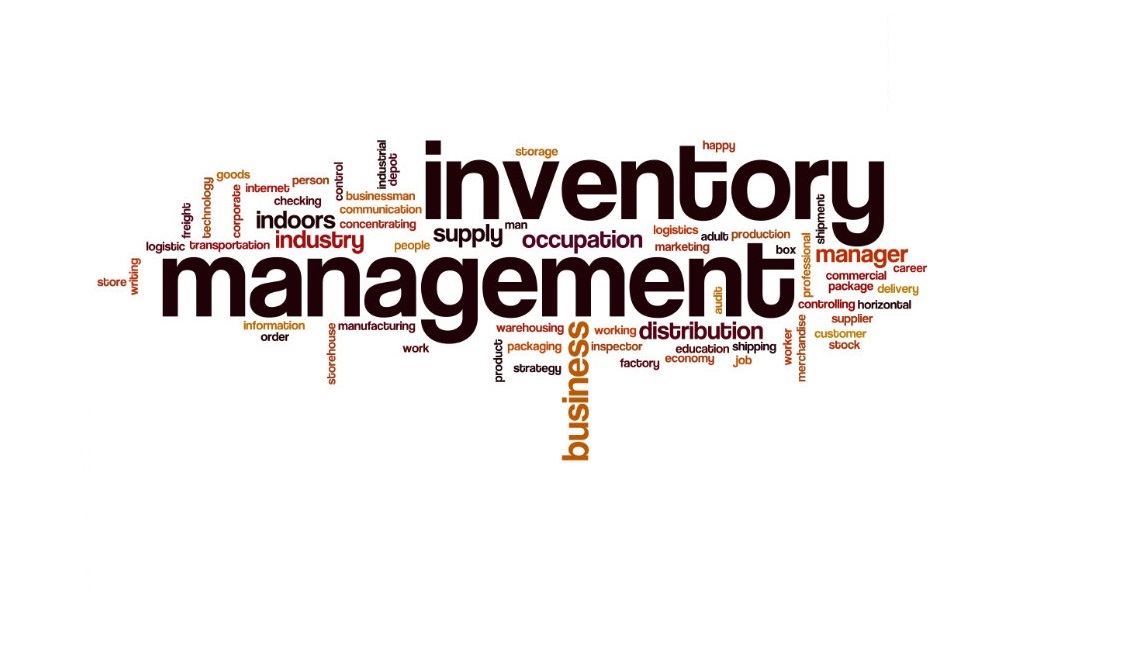 inventory
management
storage
happy
industrial
depot
control
goods
person
internet
technology
corporate
checking
businessman
communication
freight
indoors
concentrating
supply
man
logistic
transportation
industry
people
occupation
logistics
adult
production
marketing
box
shipment
professional
manager
commercial
career
package
delivery
store
writing
audit
controlling
horizontal
information
order
storehouse
manufacturing
work
warehousing
business
working
distribution
supplier
customer
stock
product
packaging
inspector
education
shipping
worker
merchandise
strategy
factory
economy
job